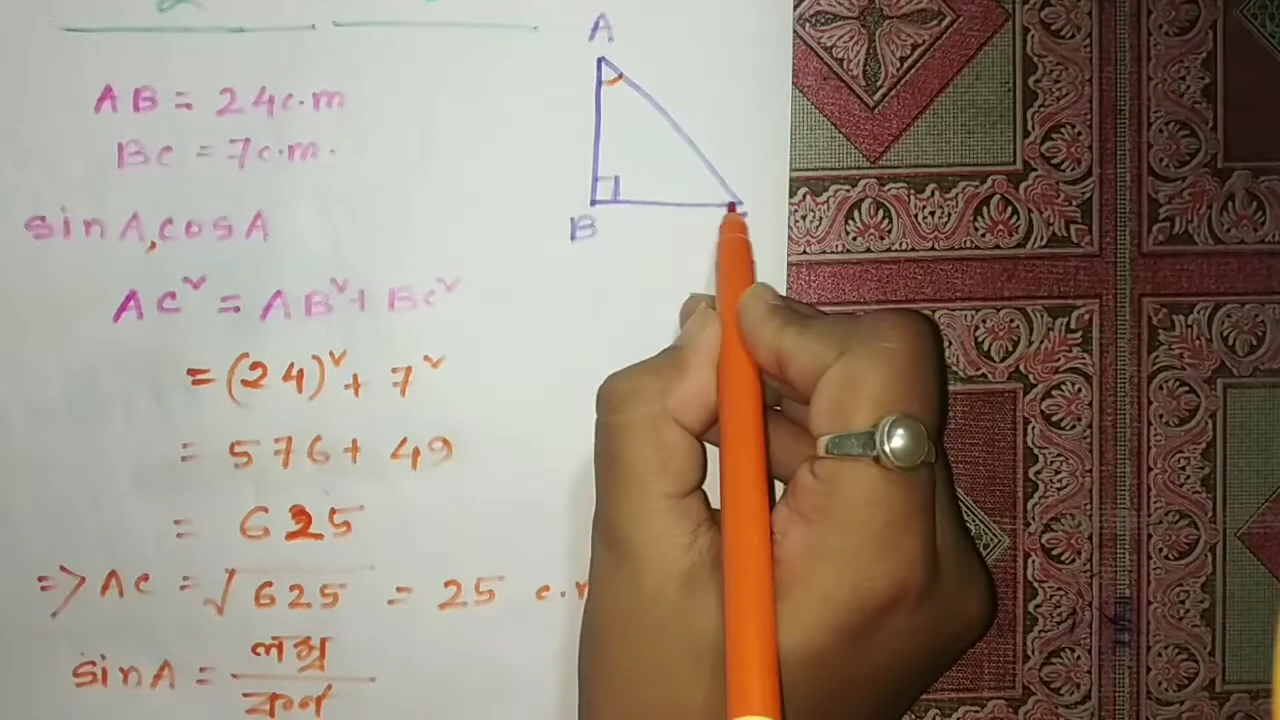 A
AB = 24c.m
BC = 7c.m.
B
sinA, cosA
AC² = AB² + BC²
= (24)² + 7²
= 576 + 49
= 625
=> AC = √625 = 25 c.
sinA = লম্ব
কর্ণ